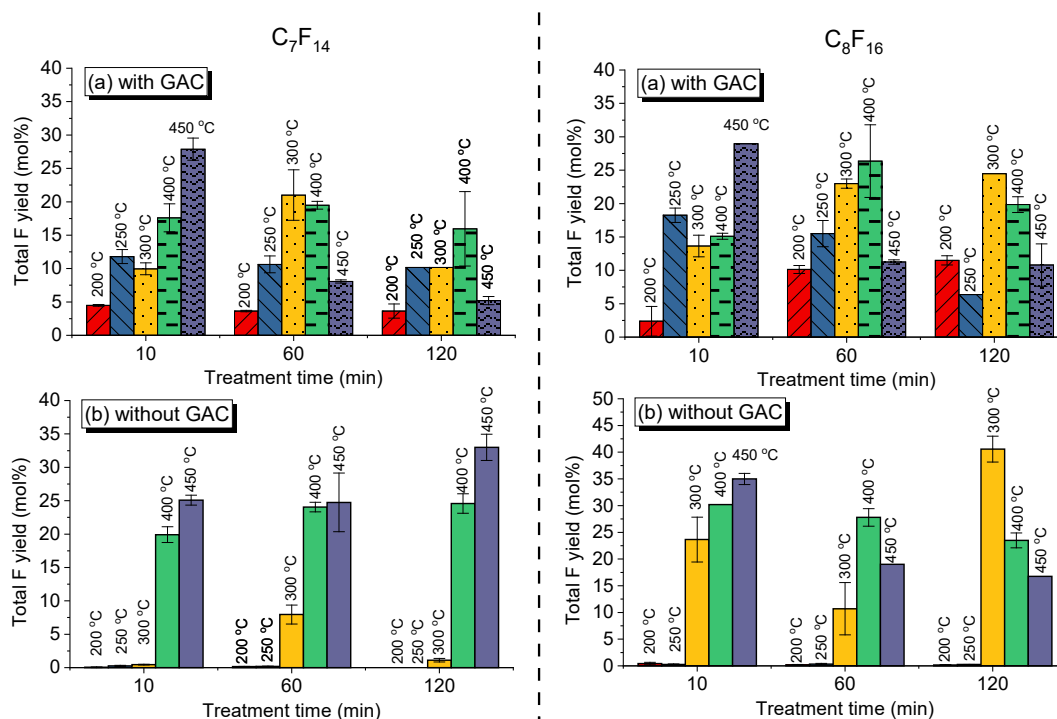 C₇F₁₄
(a) with GAC
Total F yield (mol%)
40
35
30
25
20
15
10
5
0
200 °C
250 °C
300 °C
400 °C
450 °C
200 °C
250 °C
300 °C
400 °C
450 °C
200 °C
250 °C
300 °C
400 °C
450 °C
10
60
120
Treatment time (min)
C₈F₁₆
(a) with GAC
Total F yield (mol%)
40
35
30
25
20
15
10
5
0
200 °C
250 °C
300 °C
400 °C
450 °C
200 °C
250 °C
300 °C
400 °C
450 °C
200 °C
250 °C
300 °C
400 °C
450 °C
10
60
120
Treatment time (min)
(b) without GAC
Total F yield (mol%)
40
35
30
25
20
15
10
5
0
200 °C
250 °C
300 °C
400 °C
450 °C
200 °C
250 °C
300 °C
400 °C
450 °C
200 °C
250 °C
300 °C
400 °C
450 °C
10
60
120
Treatment time (min)
(b) without GAC
Total F yield (mol%)
50
45
40
35
30
25
20
15
10
5
0
200 °C
250 °C
300 °C
400 °C
450 °C
200 °C
250 °C
300 °C
400 °C
450 °C
200 °C
250 °C
300 °C
400 °C
450 °C
10
60
120
Treatment time (min)